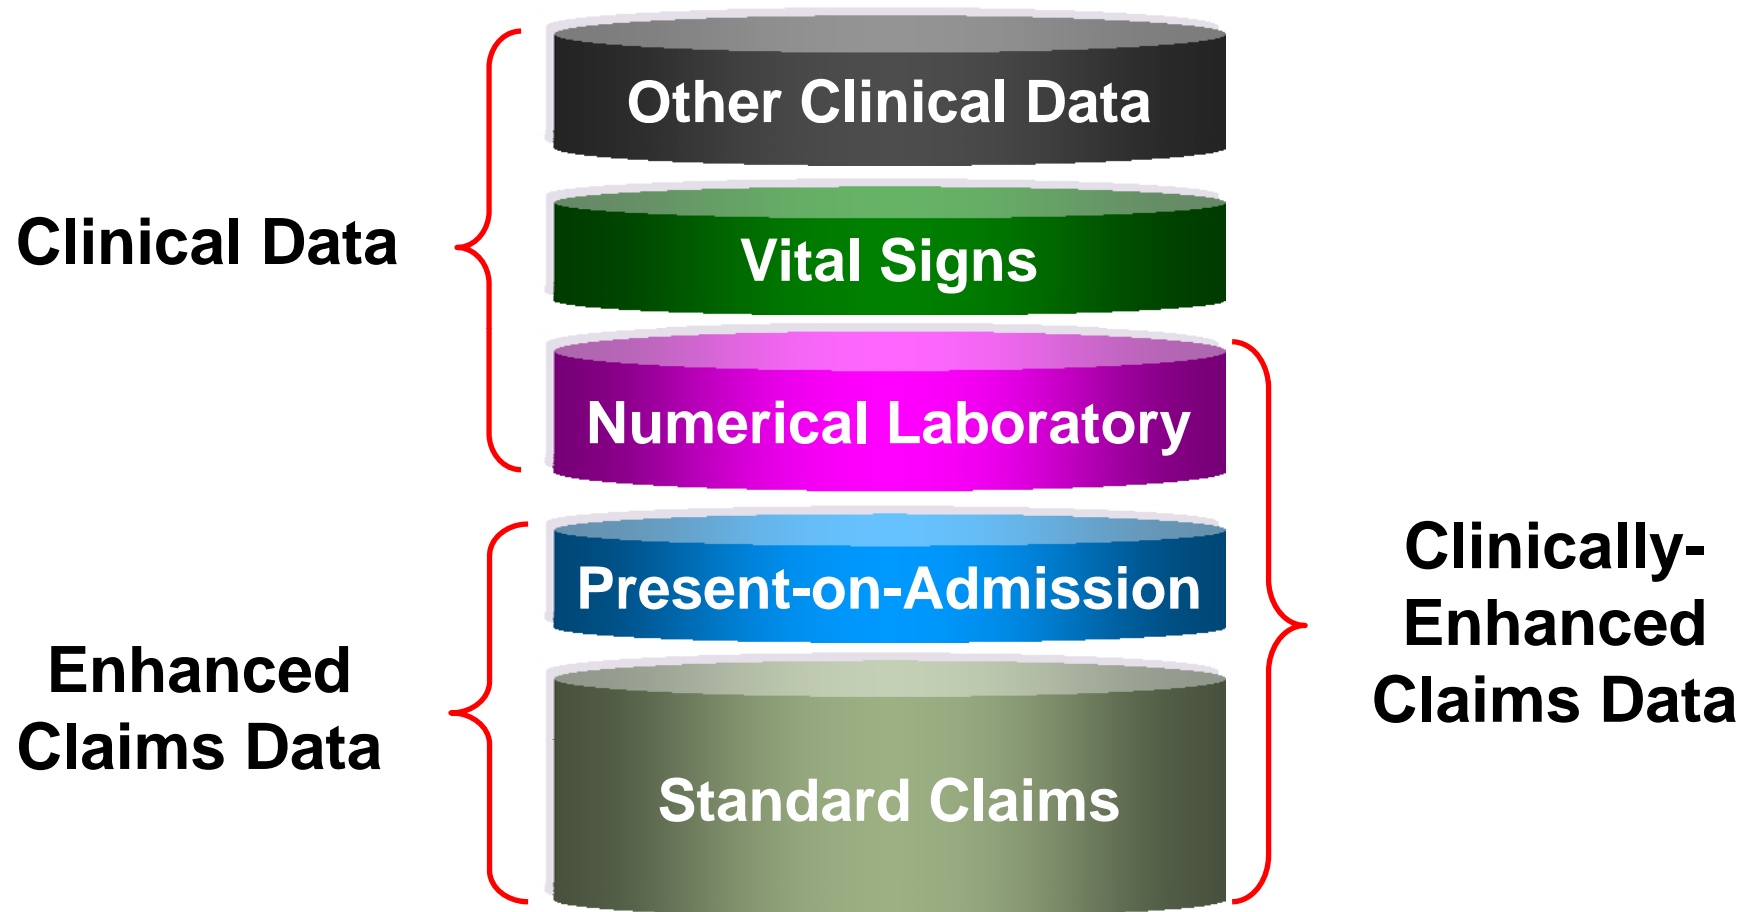 Other Clinical Data
Clinical Data
Vital Signs
Numerical Laboratory
Present-on-Admission
Enhanced
Claims Data
Standard Claims
Clinically-
Enhanced
Claims Data